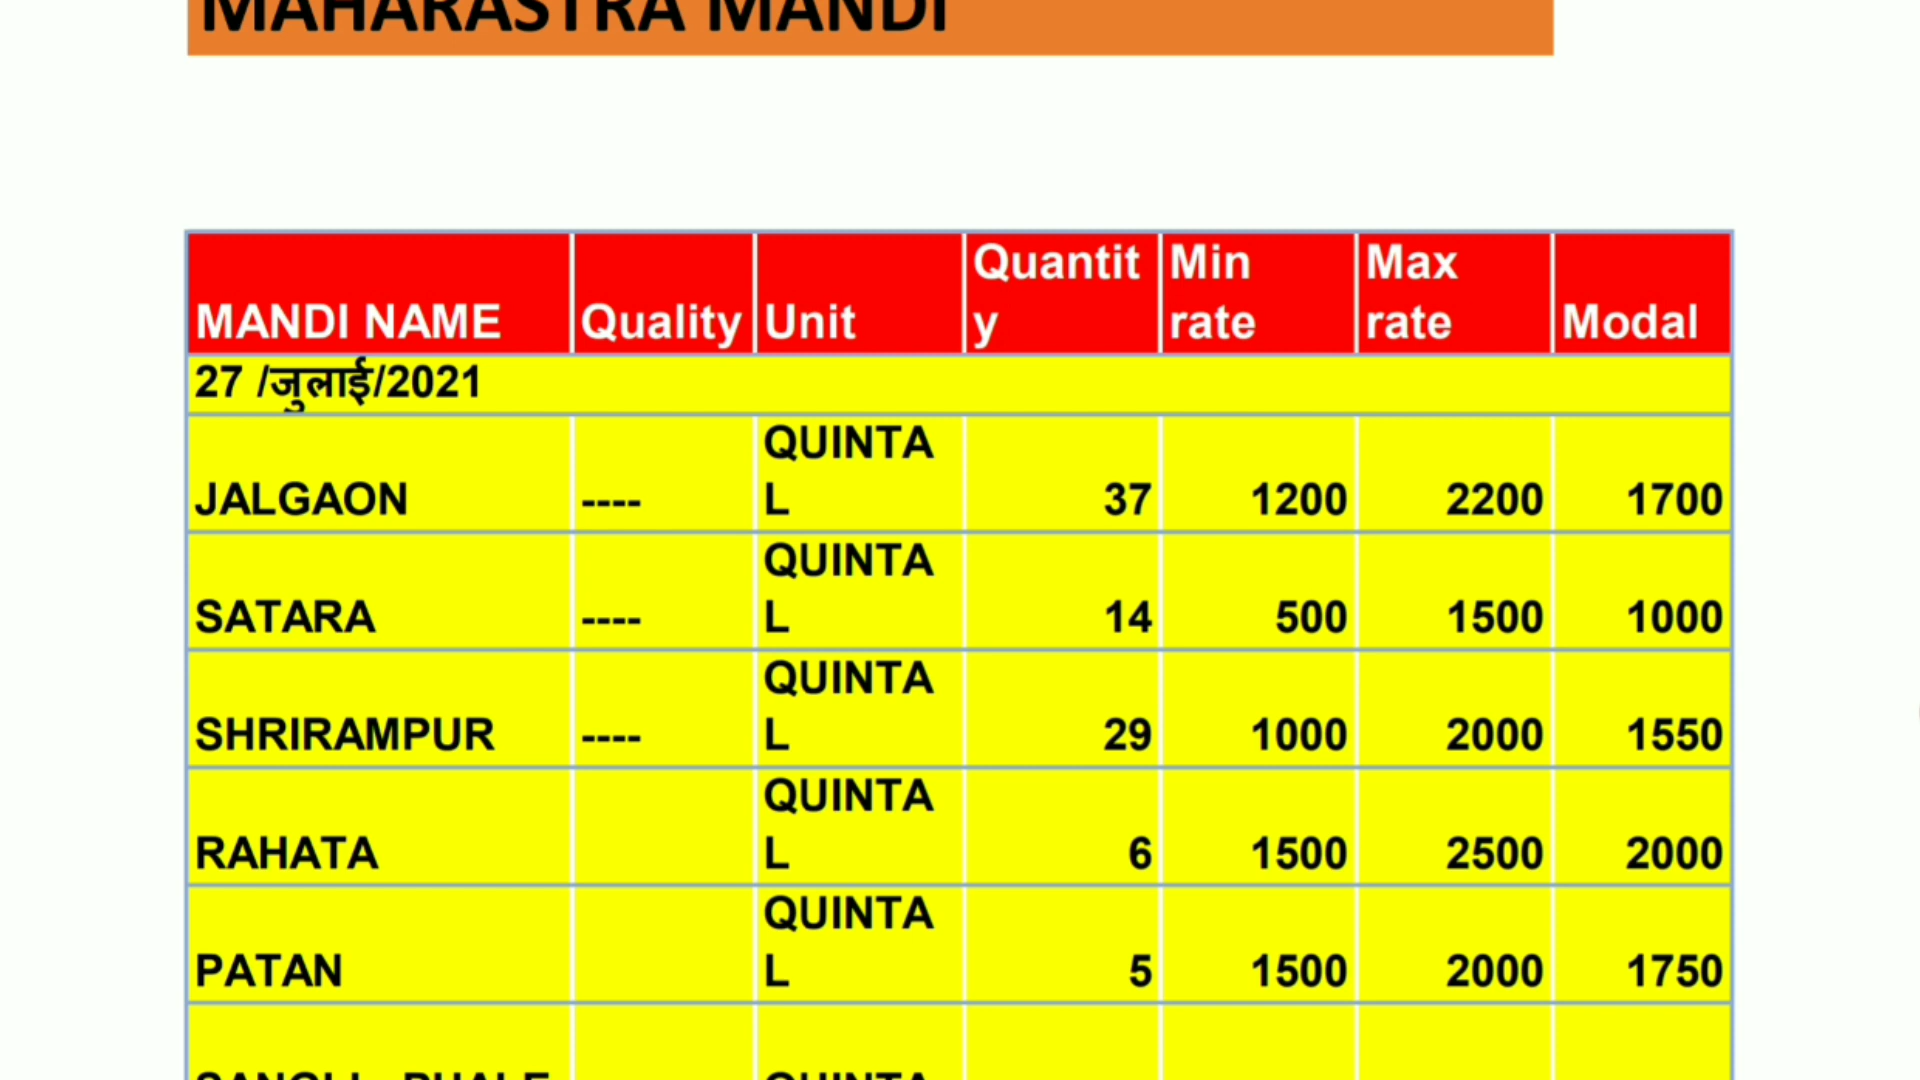 MAHARASTRA MANDI
MANDI NAME Quality Unit Quantit y Min rate Max rate Modal
27 /जुलाई/2021
JALGAON ---- QUINTA L 37 1200 2200 1700
SATARA ---- QUINTA L 14 500 1500 1000
SHRIRAMPUR ---- QUINTA L 29 1000 2000 1550
RAHATA QUINTA L 6 1500 2500 2000
PATAN QUINTA L 5 1500 2000 1750
QUINTA